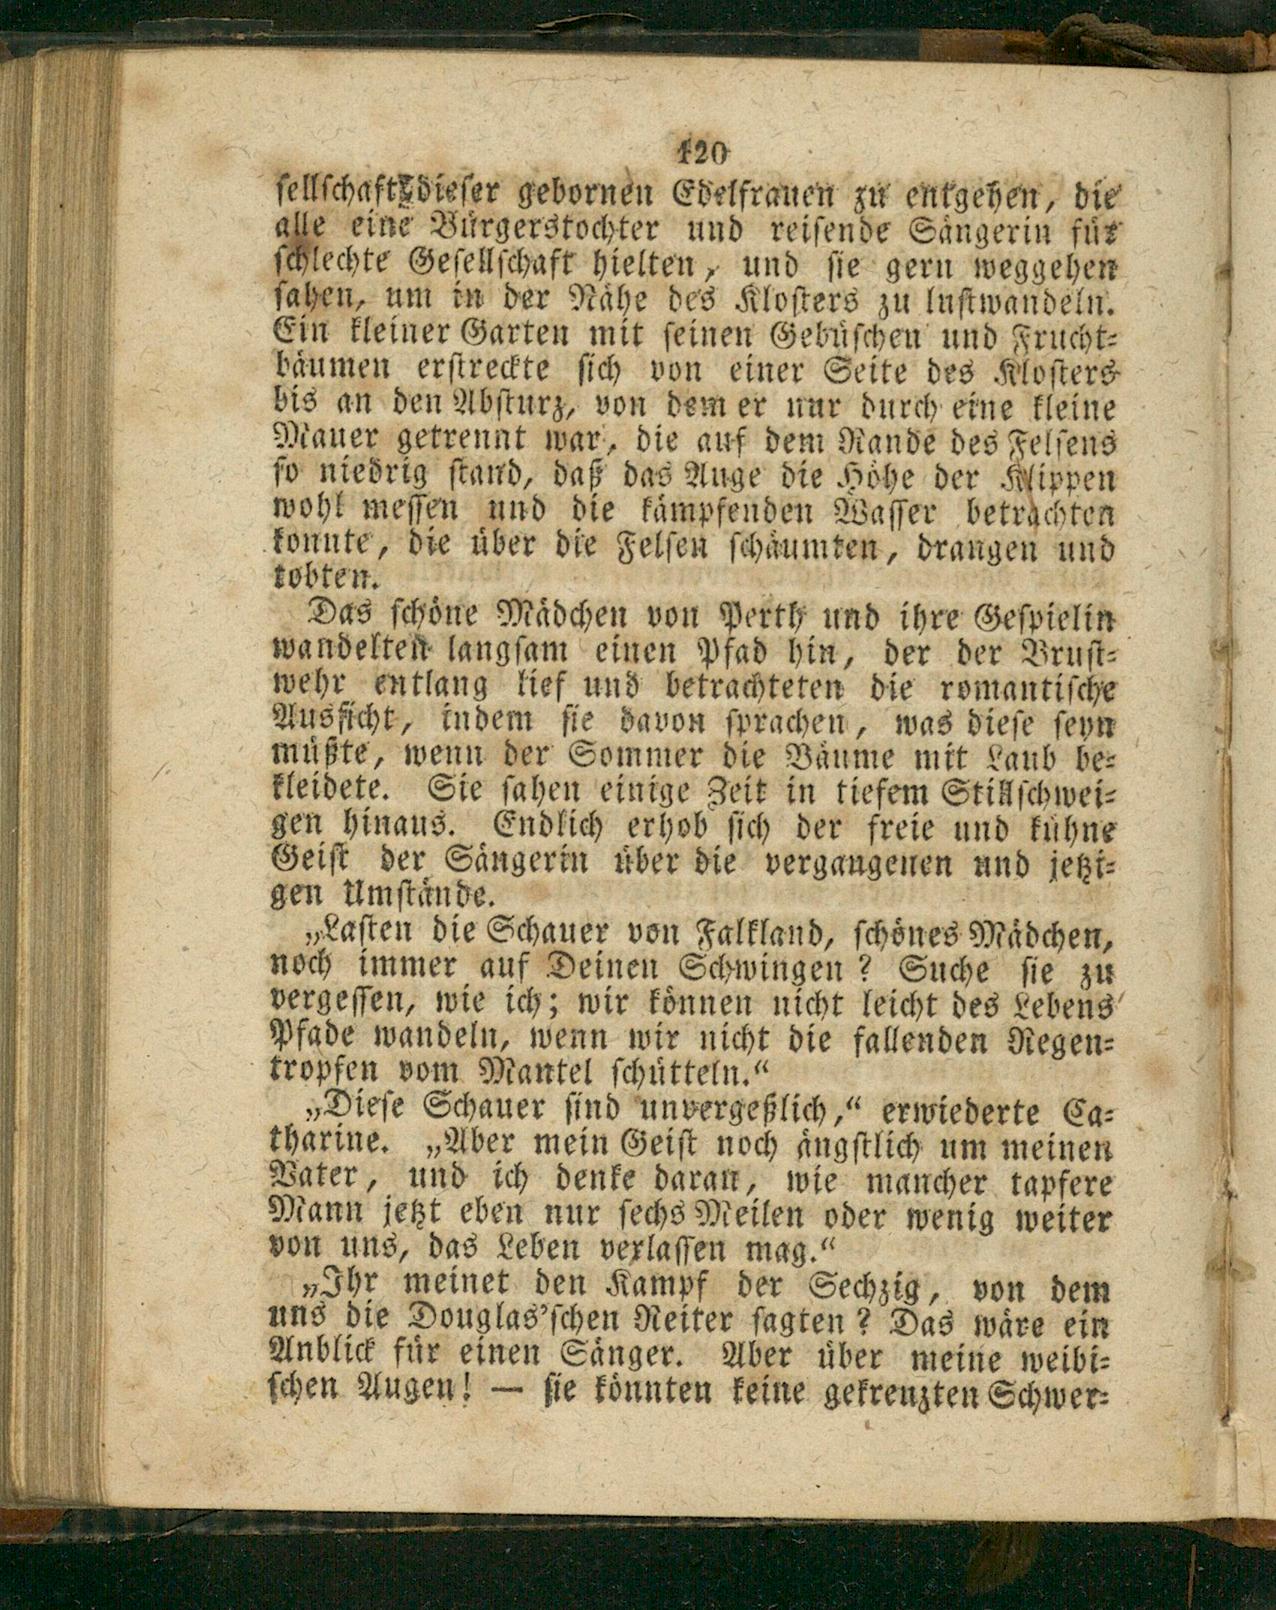 120
sellschaft dieser gebornen Edelfrauen zu entgehen, die
alle eine Bürgerstochter und reisende Sängerin für
schlechte Gesellschaft hielten, und sie gern weggehen
sahen, um in der Nähe des Klosters zu lustwandeln.
Ein kleiner Garten mit seinen Gebüschen und Frucht-
bäumen erstreckte sich von einer Seite des Klosters
bis an den Absturz, von dem er nur durch eine kleine
Mauer getrennt war, die auf dem Rande des Felsens
so niedrig stand, daß das Auge die Höhe der Klippen
wohl messen und die kämpfenden Wasser betrachten
konnte, die über die Felsen schäumten, drangen und
tobten.
Das schöne Mädchen von Perth und ihre Gespielin
wandelten langsam einen Pfad hin, der der Brust-
wehr entlang lief und betrachteten die romantische
Aussicht, indem sie davon sprachen, was diese seyn
müßte, wenn der Sommer die Bäume mit Laub be-
kleidete. Sie sahen einige Zeit in tiefem Stillschwei-
gen hinaus. Endlich erhob sich der freie und kühne
Geist der Sängerin über die vergangenen und jetzi-
gen Umstände.
„Lasten die Schauer von Falkland, schönes Mädchen,
noch immer auf Deinen Schwingen? Suche sie zu
vergessen, wie ich; wir können nicht leicht des Lebens
Pfade wandeln, wenn wir nicht die fallenden Regen-
tropfen vom Mantel schütteln.“
„Diese Schauer sind unvergeßlich,“ erwiederte Ca-
tharine. „Aber mein Geist noch ängstlich um meinen
Vater, und ich denke daran, wie mancher tapfere
Mann jetzt eben nur sechs Meilen oder wenig weiter
von uns, das Leben verlassen mag.“
„Ihr meinet den Kampf der Sechzig, von dem
uns die Douglas'schen Reiter sagten? Das wäre ein
Anblick für einen Sänger. Aber über meine weibi-
schen Augen! — sie könnten keine gekreuzten Schwer-